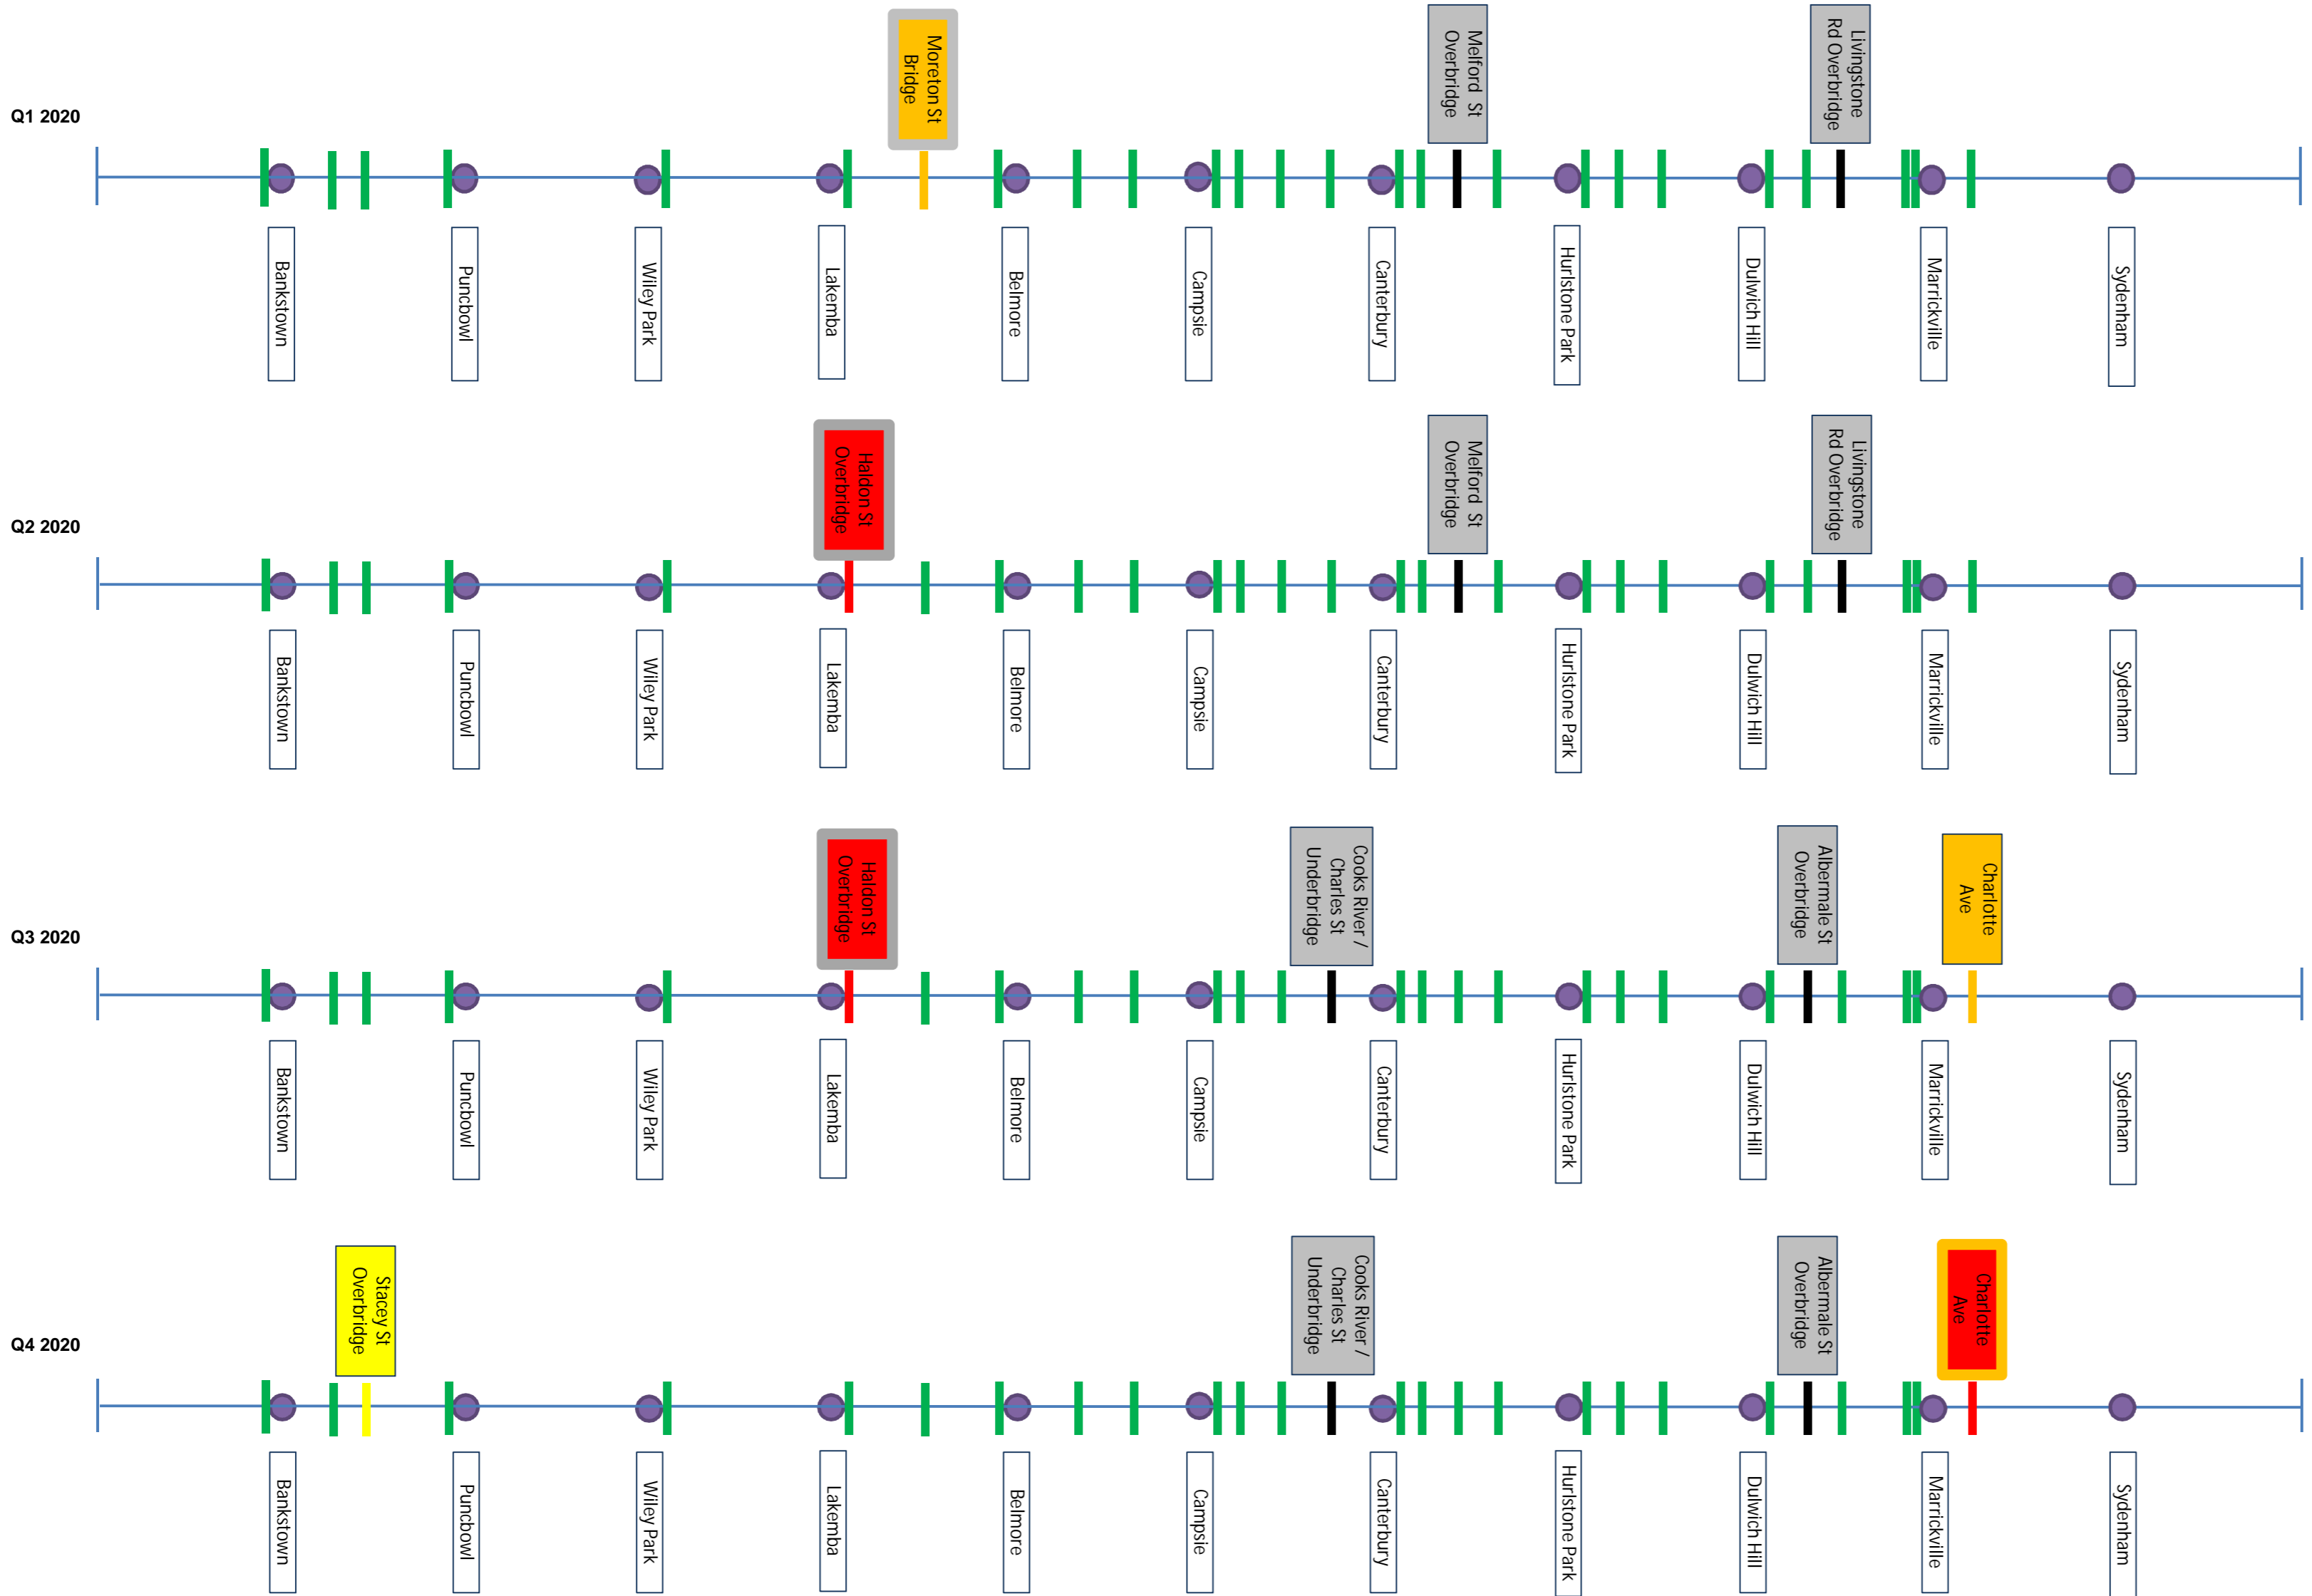 Q1 2020
Moreton St
Bridge
Melford St
Overbridge
Livingstone
Rd Overbridge
Bankstown
Puncbowl
Wiley Park
Lakemba
Belmore
Campsie
Canterbury
Hurlstone Park
Dulwich Hill
Marrickville
Sydenham
Q2 2020
Haldon St
Overbridge
Melford St
Overbridge
Livingstone
Rd Overbridge
Bankstown
Puncbowl
Wiley Park
Lakemba
Belmore
Campsie
Canterbury
Hurlstone Park
Dulwich Hill
Marrickville
Sydenham
Q3 2020
Haldon St
Overbridge
Cooks River /
Charles St
Underbridge
Albermale St
Overbridge
Charlotte
Ave
Bankstown
Puncbowl
Wiley Park
Lakemba
Belmore
Campsie
Canterbury
Hurlstone Park
Dulwich Hill
Marrickville
Sydenham
Q4 2020
Stacey St
Overbridge
Cooks River /
Charles St
Underbridge
Albermale St
Overbridge
Charlotte
Ave
Bankstown
Puncbowl
Wiley Park
Lakemba
Belmore
Campsie
Canterbury
Hurlstone Park
Dulwich Hill
Marrickville
Sydenham